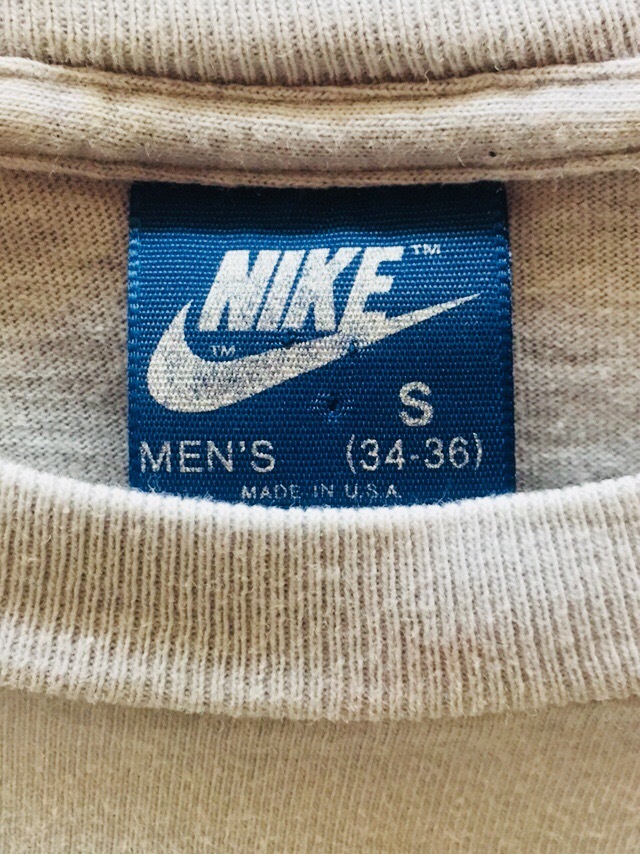 NIKE™
™
S
MEN'S (34-36)
MADE IN U.S.A.